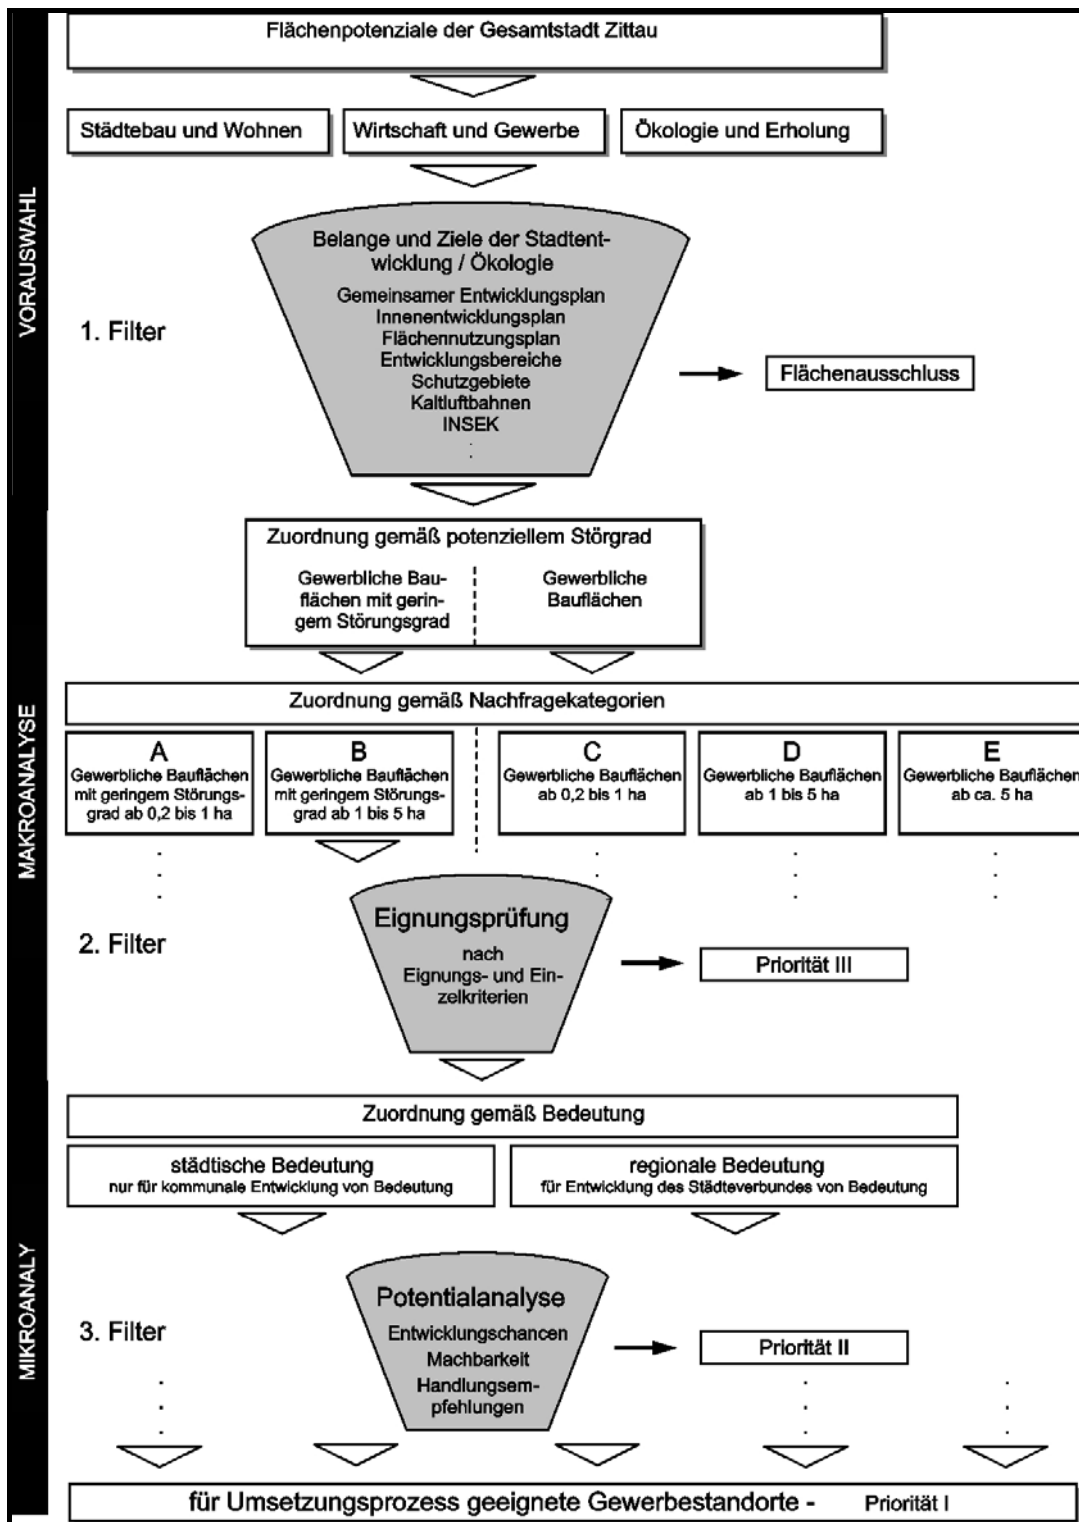 Flächenpotenziale der Gesamtstadt Zittau
Städtebau und Wohnen
Wirtschaft und Gewerbe
Ökologie und Erholung
VORAUSWAHL
1. Filter
Belange und Ziele der Stadtent-
wicklung / Ökologie
Gemeinsamer Entwicklungsplan
Innenentwicklungsplan
Flächennutzungsplan
Entwicklungsbereiche
Schutzgebiete
Kaltluftbahnen
INSEK
Flächenausschluss
MAKROANALYSE
Zuordnung gemäß potenziellem Störgrad
Gewerbliche Bau-
flächen mit gerin-
gem Störungsgrad
Gewerbliche
Bauflächen
Zuordnung gemäß Nachfragekategorien
A
Gewerbliche Bauflächen
mit geringem Störungs-
grad ab 0,2 bis 1 ha
B
Gewerbliche Bauflächen
mit geringem Störungs-
grad ab 1 bis 5 ha
C
Gewerbliche Bauflächen
ab 0,2 bis 1 ha
D
Gewerbliche Bauflächen
ab 1 bis 5 ha
E
Gewerbliche Bauflächen
ab ca. 5 ha
2. Filter
Eignungsprüfung
nach
Eignungs- und Ein-
zelkriterien
Priorität III
MIKROANALY
Zuordnung gemäß Bedeutung
städtische Bedeutung
nur für kommunale Entwicklung von Bedeutung
regionale Bedeutung
für Entwicklung des Städteverbundes von Bedeutung
3. Filter
Potentialanalyse
Entwicklungschancen
Machbarkeit
Handlungsem-
pfehlungen
Priorität II
für Umsetzungsprozess geeignete Gewerbestandorte - Priorität I